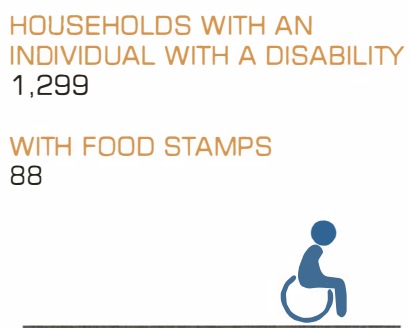 HOUSEHOLDS WITH AN
INDIVIDUAL WITH A DISABILITY
1,299
WITH FOOD STAMPS
88